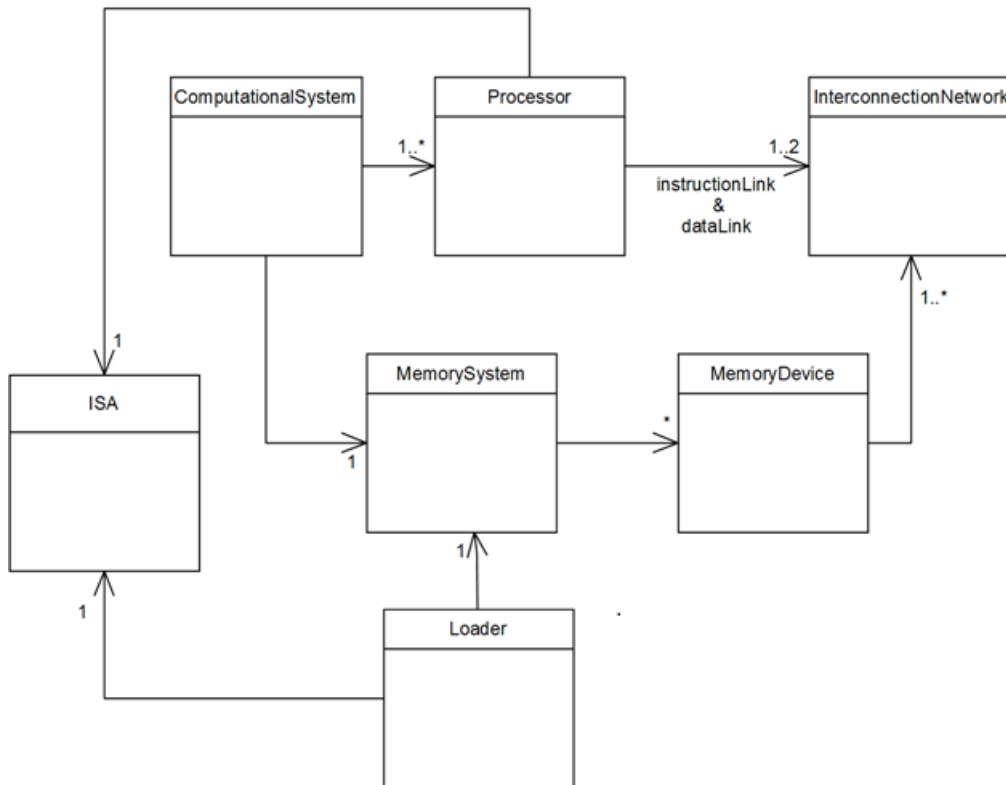 ComputationalSystem
Processor
InterconnectionNetwork
1..*
1..2
instructionLink
&
dataLink
1..*
1
ISA
MemorySystem
MemoryDevice
1
*
1
1
Loader